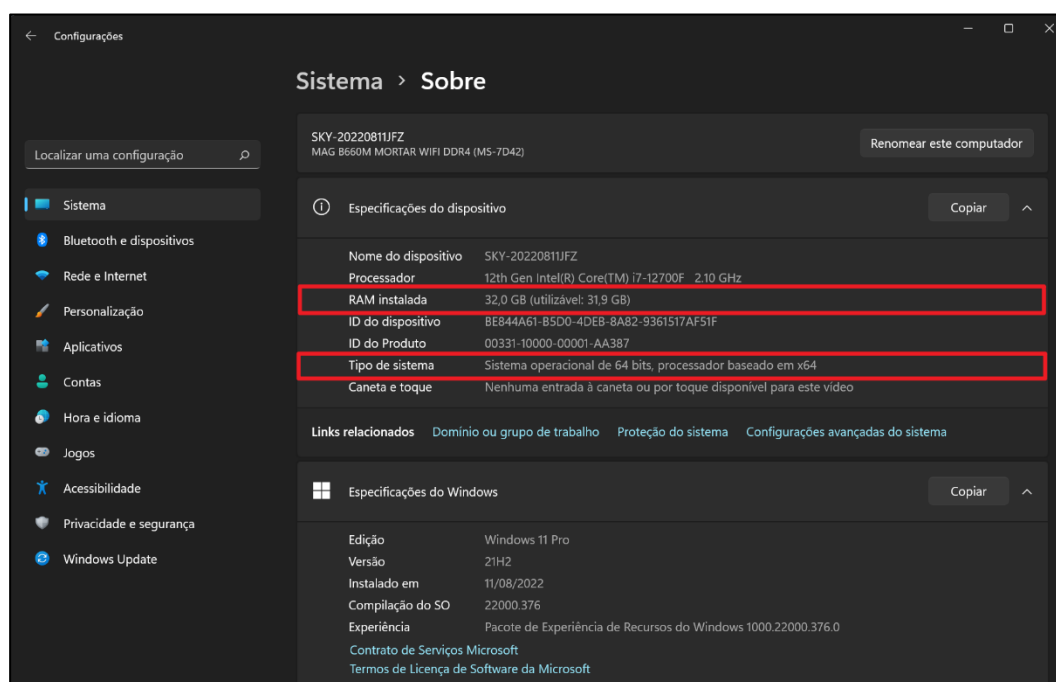 Configurações
Sistema > Sobre
SKY-20220811JFZ
MAG B660M MORTAR WIFI DDR4 (MS-7D42)
Renomear este computador
Localizar uma configuração
Sistema
Bluetooth e dispositivos
Rede e Internet
Personalização
Aplicativos
Contas
Hora e idioma
Jogos
Acessibilidade
Privacidade e segurança
Windows Update
Especificações do dispositivo
Copiar
Nome do dispositivo SKY-20220811JFZ
Processador 12th Gen Intel(R) Core(TM) i7-12700F 2.10 GHz
RAM instalada 32,0 GB (utilizável: 31,9 GB)
ID do dispositivo BE844A61-B5D0-4DEB-8A82-9361517AF51F
ID do Produto 00331-10000-00001-AA387
Tipo de sistema Sistema operacional de 64 bits, processador baseado em x64
Caneta e toque Nenhuma entrada à caneta ou por toque disponível para este vídeo
Links relacionados Domínio ou grupo de trabalho Proteção do sistema Configurações avançadas do sistema
Especificações do Windows
Copiar
Edição Windows 11 Pro
Versão 21H2
Instalado em 11/08/2022
Compilação do SO 22000.376
Experiência Pacote de Experiência de Recursos do Windows 1000.22000.376.0
Contrato de Serviços Microsoft
Termos de Licença de Software da Microsoft